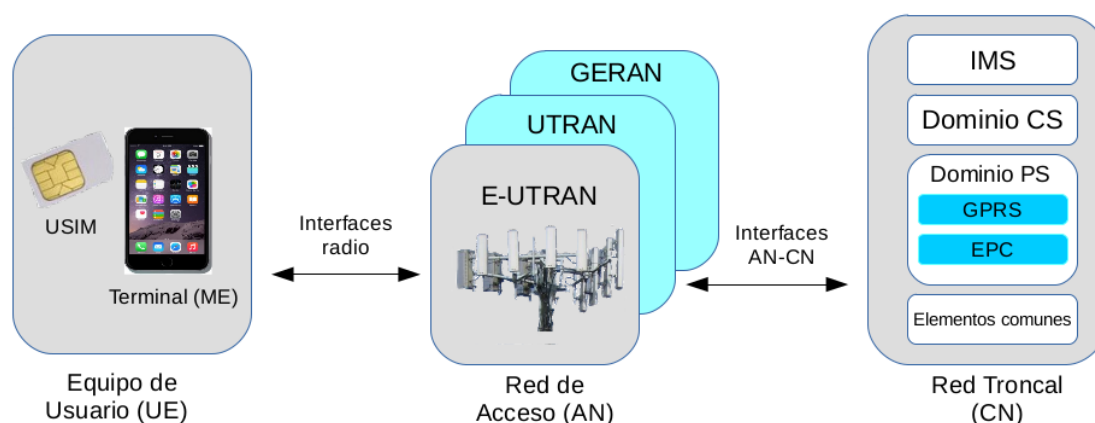 USIM
Terminal (ME)
Equipo de
Usuario (UE)
Interfaces
radio
GERAN
UTRAN
E-UTRAN
Red de
Acceso (AN)
Interfaces
AN-CN
IMS
Dominio CS
Dominio PS
GPRS
EPC
Elementos comunes
Red Troncal
(CN)